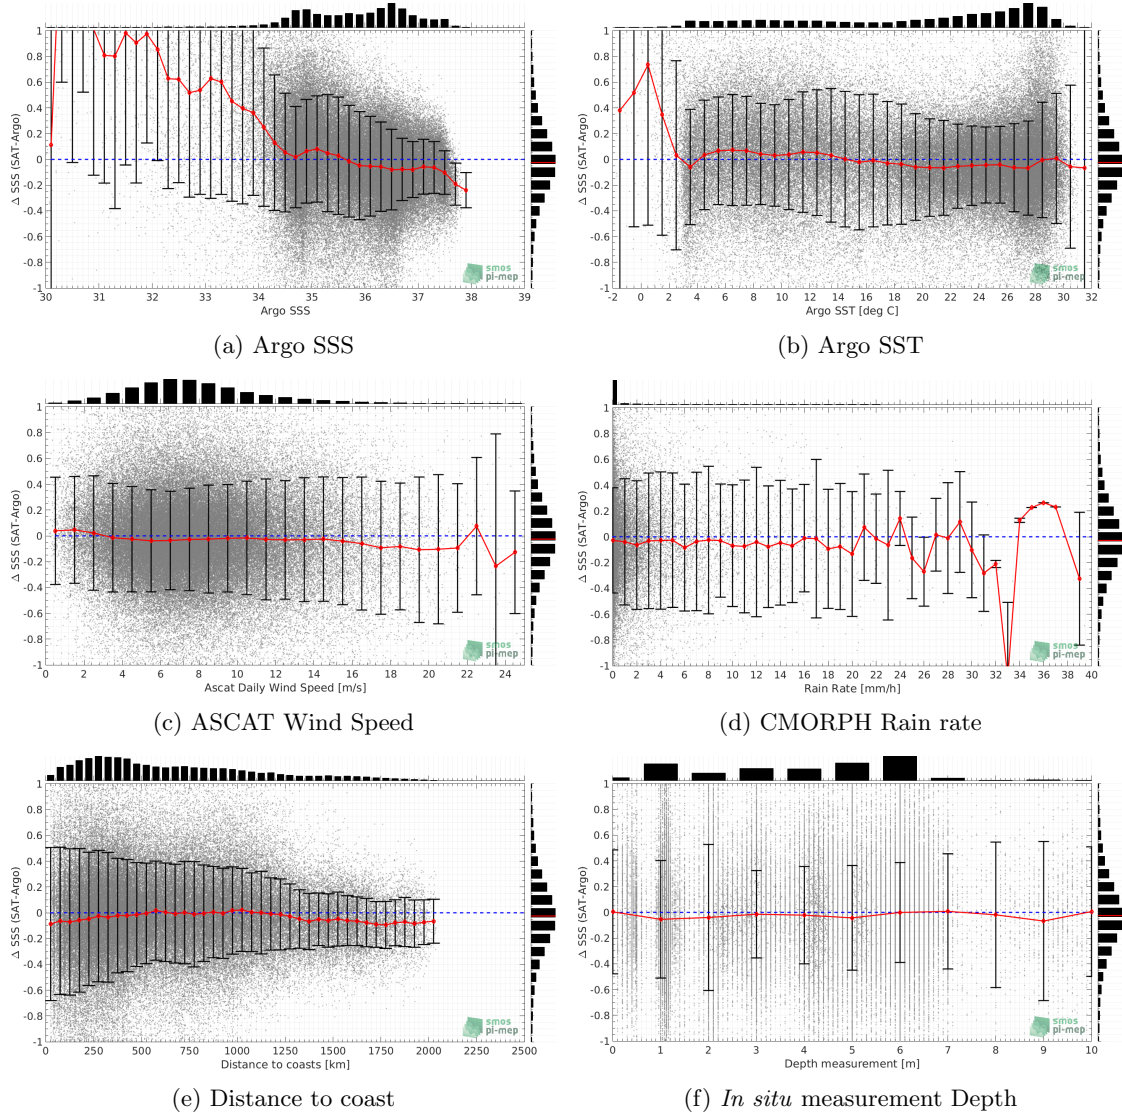 Δ SSS (SAT-Argo)
1
0.8
0.6
0.4
0.2
0
-0.2
-0.4
-0.6
-0.8
-1
30 31 32 33 34 35 36 37 38 39
Argo SSS
smos
pi-mep
(a) Argo SSS
Δ SSS (SAT-Argo)
1
0.8
0.6
0.4
0.2
0
-0.2
-0.4
-0.6
-0.8
-1
-2 0 2 4 6 8 10 12 14 16 18 20 22 24 26 28 30 32
Argo SST [deg C]
smos
pi-mep
(b) Argo SST
Δ SSS (SAT-Argo)
1
0.8
0.6
0.4
0.2
0
-0.2
-0.4
-0.6
-0.8
-1
0 2 4 6 8 10 12 14 16 18 20 22 24
Ascat Daily Wind Speed [m/s]
smos
pi-mep
(c) ASCAT Wind Speed
Δ SSS (SAT-Argo)
1
0.8
0.6
0.4
0.2
0
-0.2
-0.4
-0.6
-0.8
-1
0 2 4 6 8 10 12 14 16 18 20 22 24 26 28 30 32 34 36 38 40
Rain Rate [mm/h]
smos
pi-mep
(d) CMORPH Rain rate
Δ SSS (SAT-Argo)
1
0.8
0.6
0.4
0.2
0
-0.2
-0.4
-0.6
-0.8
-1
0 250 500 750 1000 1250 1500 1750 2000 2250 2500
Distance to coasts [km]
smos
pi-mep
(e) Distance to coast
Δ SSS (SAT-Argo)
1
0.8
0.6
0.4
0.2
0
-0.2
-0.4
-0.6
-0.8
-1
0 1 2 3 4 5 6 7 8 9 10
Depth measurement [m]
smos
pi-mep
(f) In situ measurement Depth